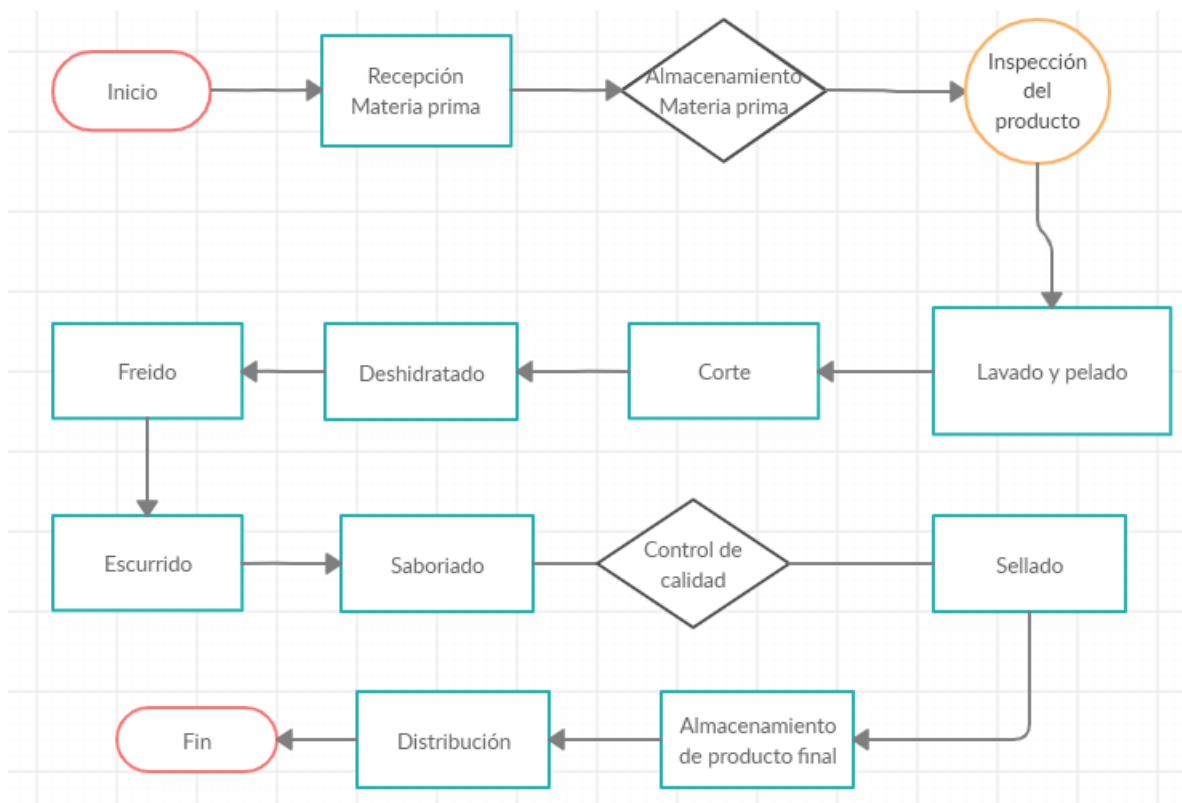 Inicio
Recepción
Materia prima
Almacenamiento
Materia prima
Inspección
del
producto
Freido
Deshidratado
Corte
Lavado y pelado
Escurrido
Saboriado
Control de
calidad
Sellado
Fin
Distribución
Almacenamiento
de producto final